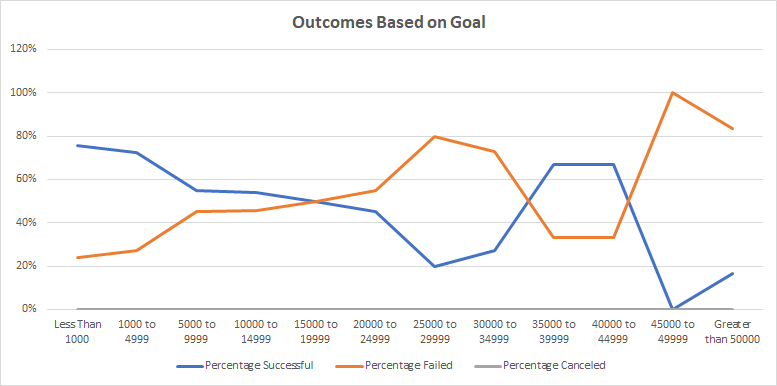 Outcomes Based on Goal
120%
100%
80%
60%
40%
20%
0%
Less Than 1000 to 5000 to 10000 to 15000 to 20000 to 25000 to 30000 to 35000 to 40000 to 45000 to Greater
1000 4999 9999 14999 19999 24999 29999 34999 39999 44999 49999 than 50000
Percentage Successful Percentage Failed Percentage Canceled